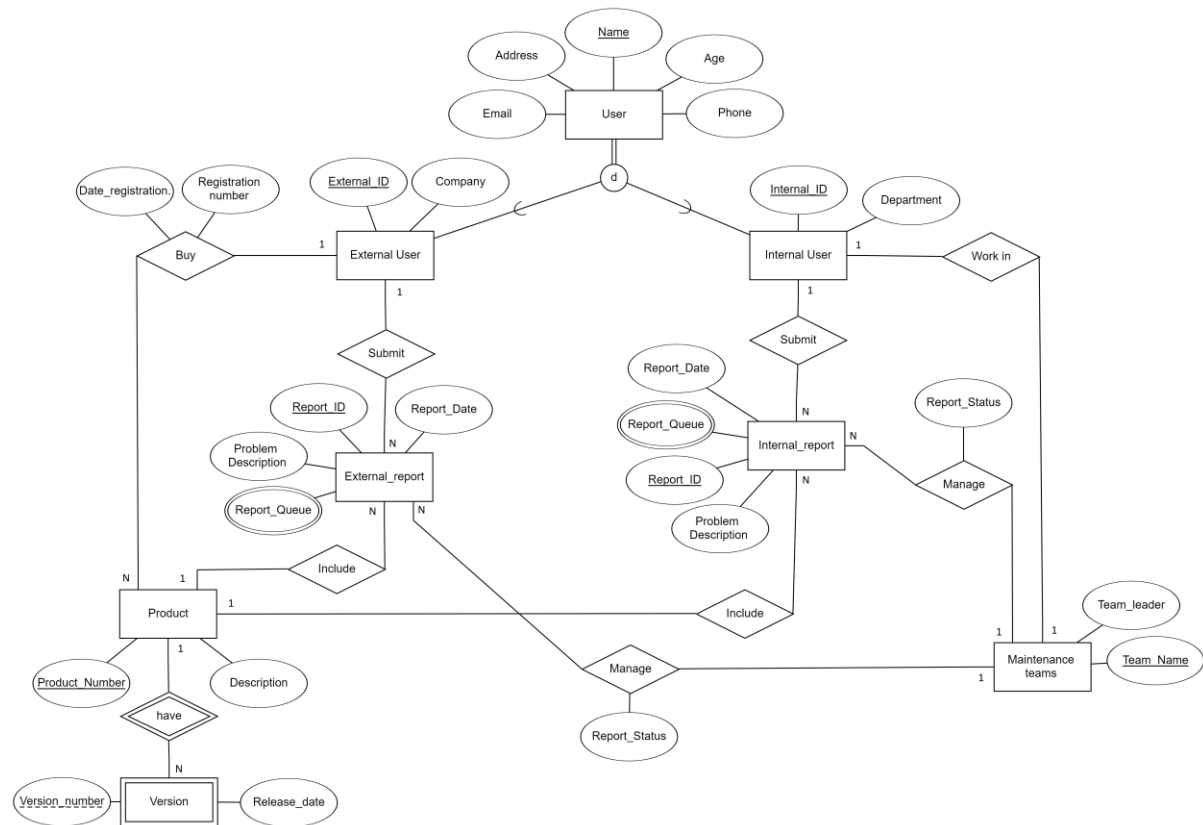 Name
Address
Age
Email
User
Phone
d
Date_registration.
Registration
number
External_ID
Company
Internal_ID
Department
Buy
1
External User
Internal User
1
Work in
1
1
Submit
Submit
Report_Date
Report_Status
Report_ID
Report_Date
Report_Queue
N
Internal_report
N
N
Problem
Description
External_report
Report_ID
Manage
Report_Queue
N
N
N
Problem
Description
Include
N
1
Product
1
Include
Team_leader
1
1
Maintenance
teams
Team_Name
1
Manage
1
Product_Number
Description
have
Report_Status
N
Version_number
Version
Release_date